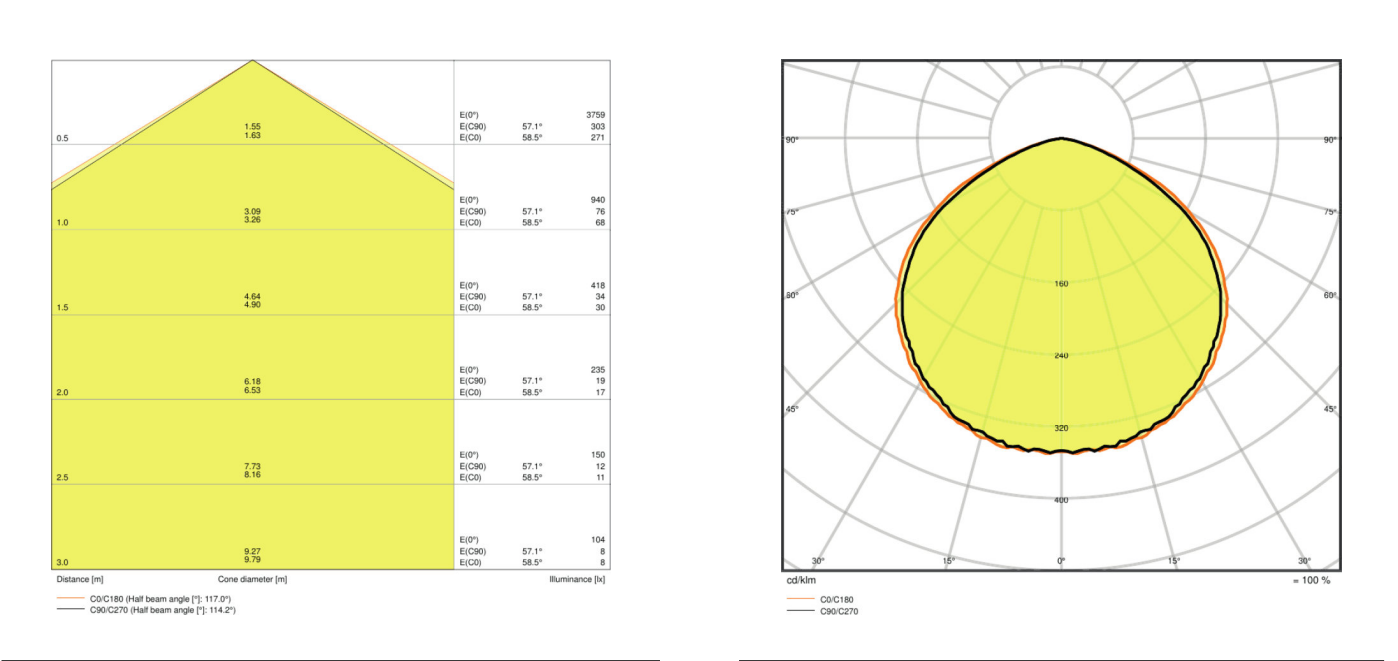 E(0°) 3759
1.55 E(C90) 57.1° 303
0.5 1.63 E(C0) 58.5° 271
E(0°) 940
3.09 E(C90) 57.1° 76
1.0 3.26 E(C0) 58.5° 68
E(0°) 418
4.64 E(C90) 57.1° 34
1.5 4.90 E(C0) 58.5° 30
E(0°) 235
6.18 E(C90) 57.1° 19
2.0 6.53 E(C0) 58.5° 17
E(0°) 150
7.73 E(C90) 57.1° 12
2.5 8.16 E(C0) 58.5° 11
E(0°) 104
9.27 E(C90) 57.1° 8
3.0 9.79 E(C0) 58.5° 8
Distance [m] Cone diameter [m] Illuminance [lx]
C0/C180 (Half beam angle [°]: 117.0°)
C90/C270 (Half beam angle [°]: 114.2°)
90° 90°
75° 75°
160
60° 60°
240
45° 45°
320
400
30° 15° 0° 15° 30°
cd/klm = 100 %
C0/C180
C90/C270